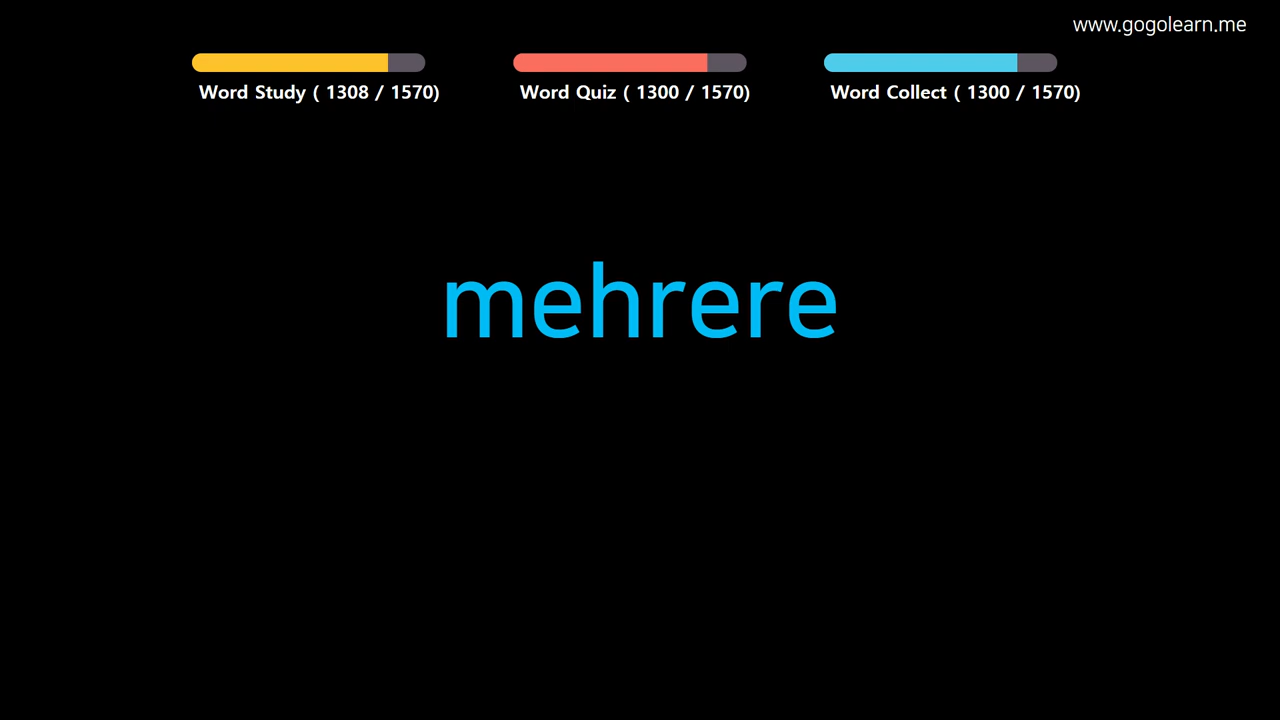 www.gogolearn.me
Word Study ( 1308 / 1570)
Word Quiz ( 1300 / 1570)
Word Collect ( 1300 / 1570)
mehrere